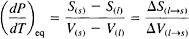 (dP/dT)_eq = (S_(s) − S_(l)) / (V_(s) − V_(l)) = ΔS_(l→s) / ΔV_(l→s)